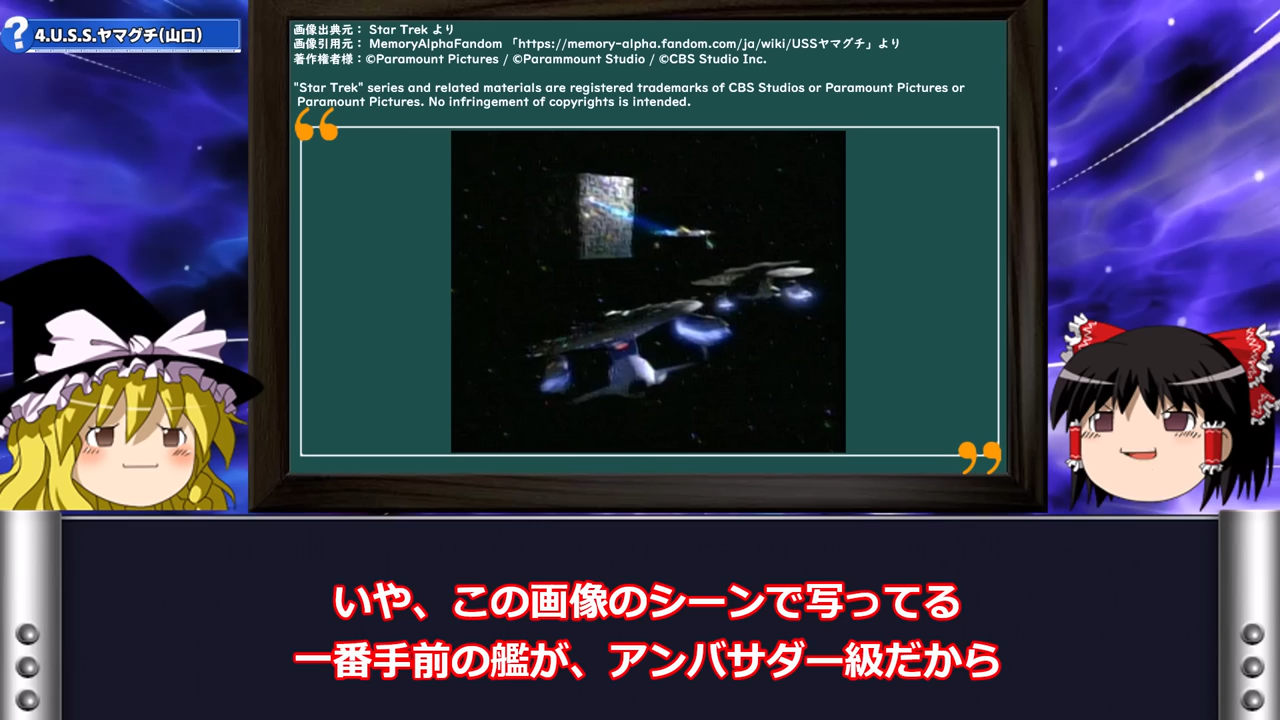 4.U.S.S.ヤマグチ(山口)
画像出典元： Star Trek より
画像引用元： MemoryAlphaFandom 「https://memory-alpha.fandom.com/ja/wiki/USSヤマグチ」より
著作権者様：©Paramount Pictures / ©Parammount Studio / ©CBS Studio Inc.
"Star Trek" series and related materials are registered trademarks of CBS Studios or Paramount Pictures or
Paramount Pictures. No infringement of copyrights is intended.
いや、この画像のシーンで写ってる
一番手前の艦が、アンバサダー級だから